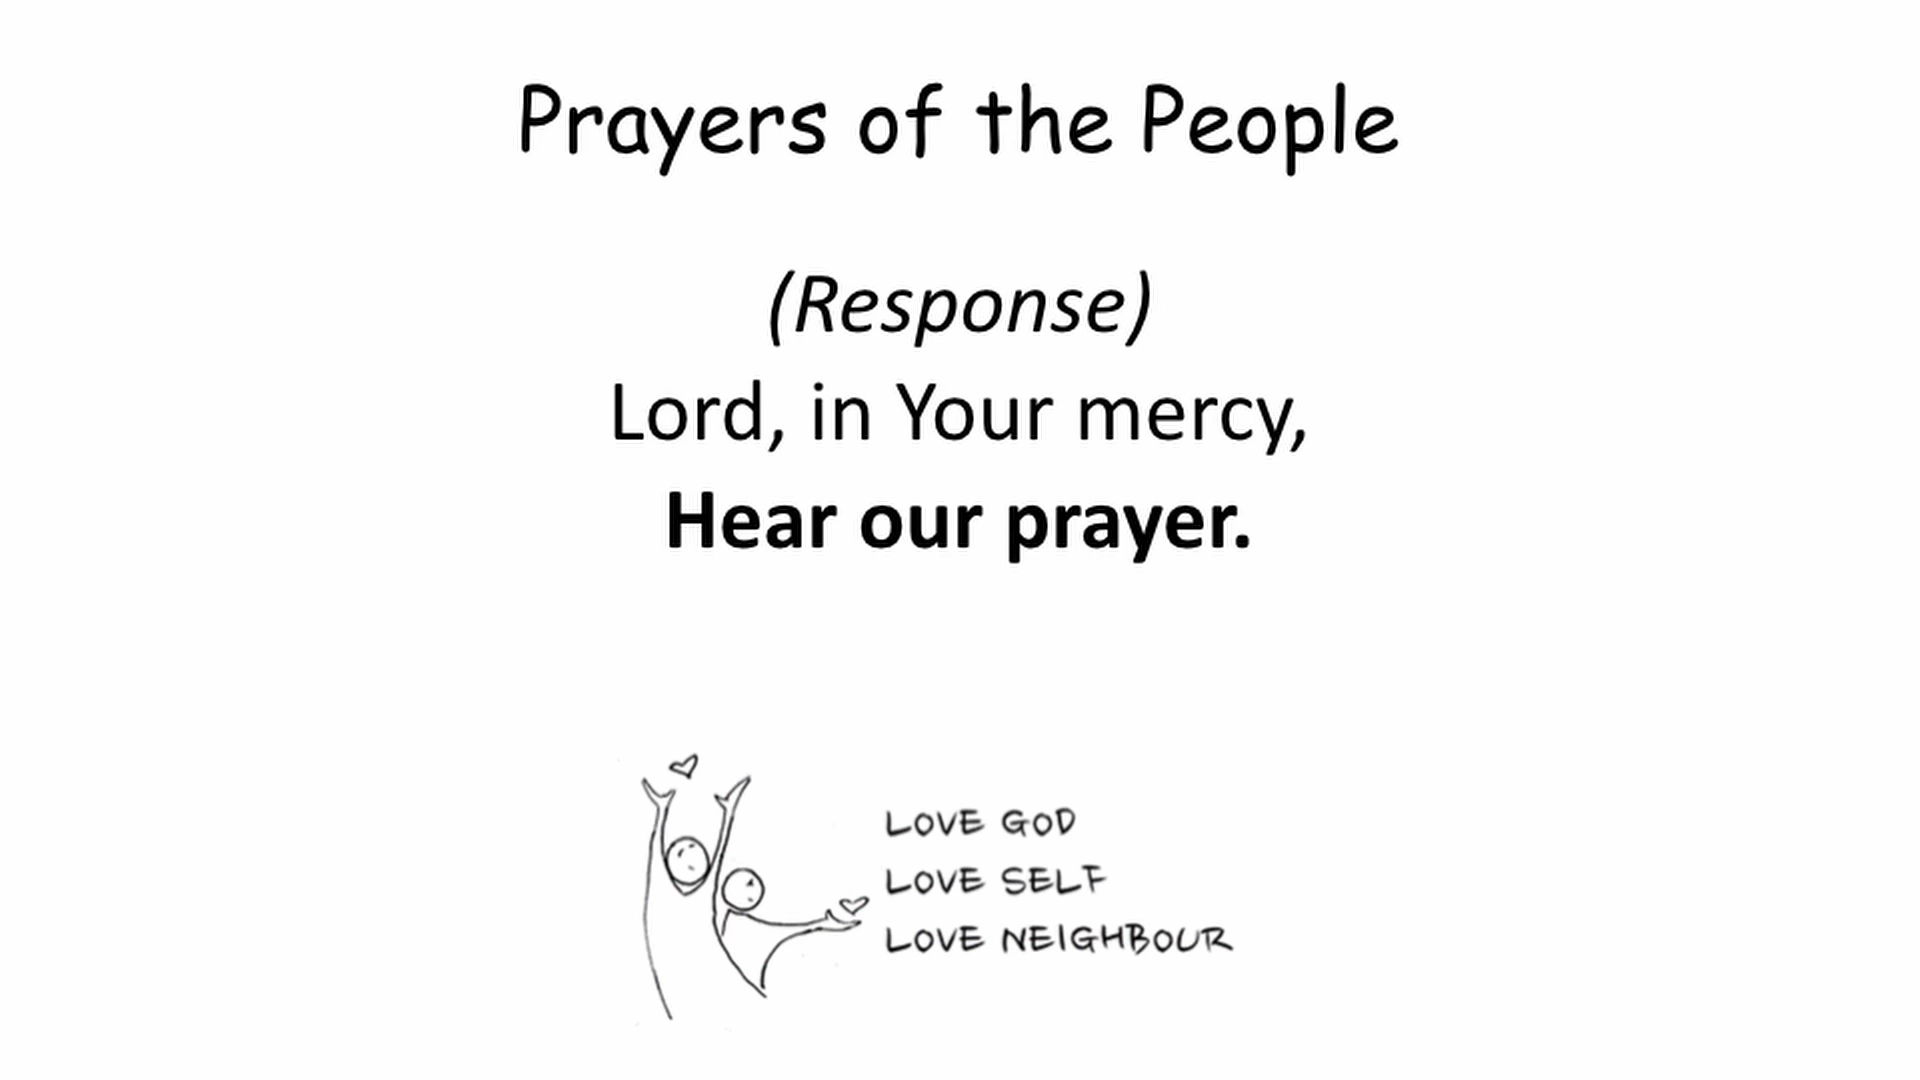 Prayers of the People
(Response)
Lord, in Your mercy,
Hear our prayer.
LOVE GOD
LOVE SELF
LOVE NEIGHBOUR